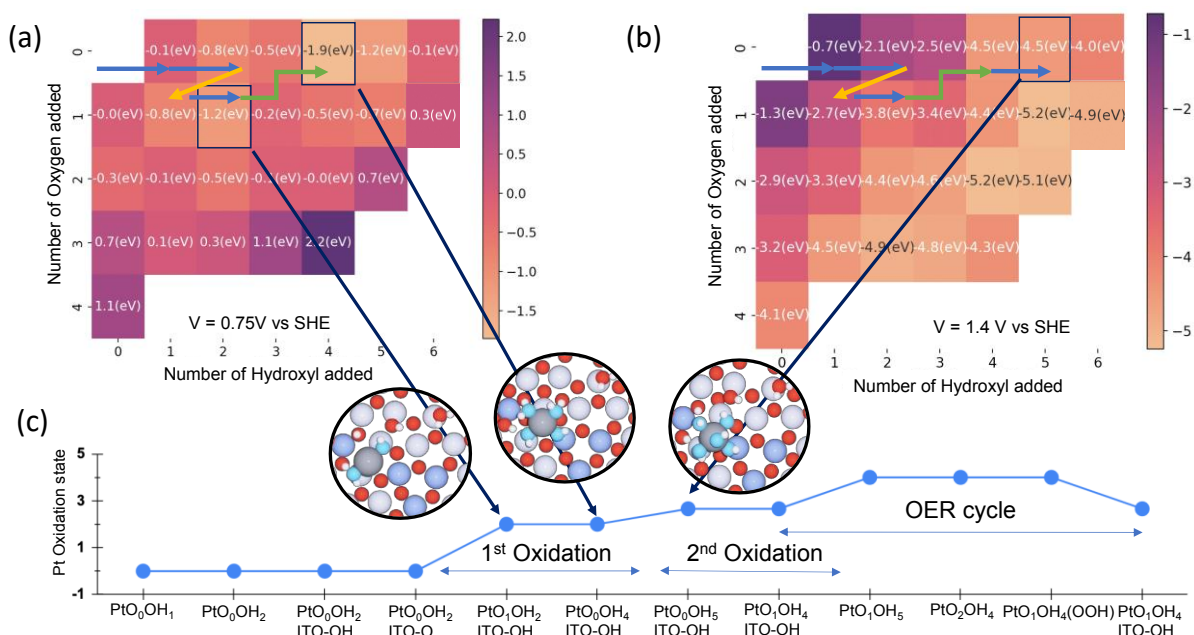 (a)
Number of Oxygen added
0
-0.1(eV) -0.8(eV) -0.5(eV) -1.9(eV) -1.2(eV) -0.1(eV)
1
-0.0(eV) -0.8(eV) -1.2(eV) -0.2(eV) -0.5(eV) -0.7(eV) 0.3(eV)
2
-0.3(eV) -0.1(eV) -0.5(eV) (eV) -0.0(eV) 0.7(eV)
3
0.7(eV) 0.1(eV) 0.3(eV) 1.1(eV) 2.2(eV)
4
1.1(eV)
V = 0.75V vs SHE
0 1 2 3 4 5 6
Number of Hydroxyl added
2.0
1.5
1.0
0.5
0.0
−0.5
−1.0
−1.5
(b)
Number of Oxygen added
0
-0.7(eV) -2.1(eV) -2.5(eV) -4.5(eV) -4.5(eV) -4.0(eV)
1
-1.3(eV) -2.7(eV) -3.8(eV) -3.4(eV) -4.4(eV) -5.2(eV) -4.9(eV)
2
-2.9(eV) -3.3(eV) -4.4(eV) -4.6(eV) -5.2(eV) -5.1(eV)
3
-3.2(eV) -4.5(eV) -4.9(eV) -4.8(eV) -4.3(eV)
4
-4.1(eV)
V = 1.4 V vs SHE
0 1 2 3 4 5 6
Number of Hydroxyl added
−1
−2
−3
−4
−5
(c)
Pt Oxidation state
5
3
1
-1
1st Oxidation
2nd Oxidation
OER cycle
PtO₀OH₁
PtO₀OH₂
PtO₀OH₂
ITO-OH
PtO₀OH₂
ITO-O
PtO₁OH₂
ITO-OH
PtO₀OH₄
ITO-OH
PtO₀OH₅
ITO-OH
PtO₁OH₄
ITO-OH
PtO₁OH₅
PtO₂OH₄
PtO₁OH₄(OOH)
PtO₁OH₄
ITO-OH